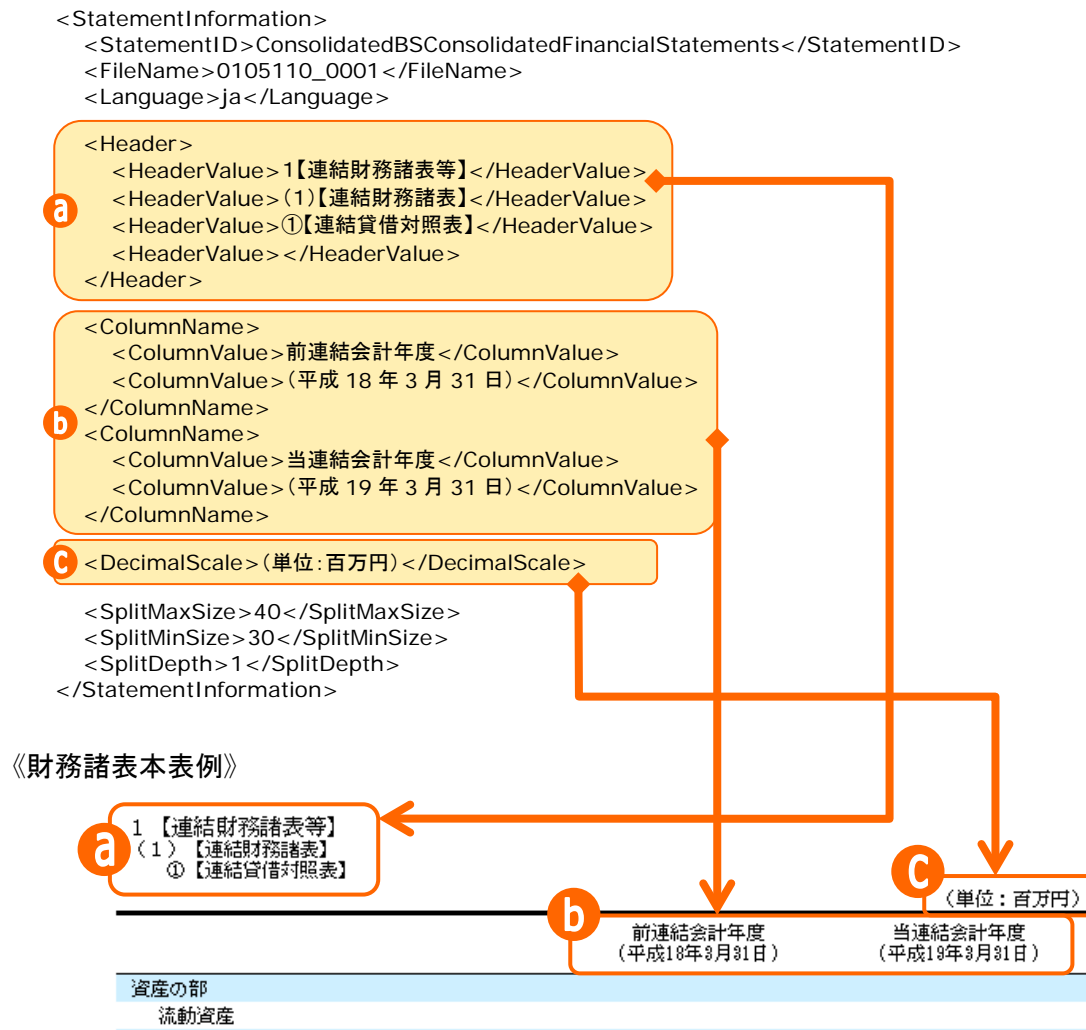 <StatementInformation>
<StatementID>ConsolidatedBSConsolidatedFinancialStatements</StatementID>
<FileName>0105110_0001</FileName>
<Language>ja</Language>
a
<Header>
<HeaderValue>1【連結財務諸表等】</HeaderValue>
<HeaderValue>(1)【連結財務諸表】</HeaderValue>
<HeaderValue>①【連結貸借対照表】</HeaderValue>
<HeaderValue></HeaderValue>
</Header>
b
<ColumnName>
<ColumnValue>前連結会計年度</ColumnValue>
<ColumnValue>(平成 18 年 3 月 31 日)</ColumnValue>
</ColumnName>
<ColumnName>
<ColumnValue>当連結会計年度</ColumnValue>
<ColumnValue>(平成 19 年 3 月 31 日)</ColumnValue>
</ColumnName>
c <DecimalScale>(単位:百万円)</DecimalScale>
<SplitMaxSize>40</SplitMaxSize>
<SplitMinSize>30</SplitMinSize>
<SplitDepth>1</SplitDepth>
</StatementInformation>
《財務諸表本表例》
a
1 【連結財務諸表等】
(1) 【連結財務諸表】
①【連結貸借対照表】
c
(単位:百万円)
b
前連結会計年度 当連結会計年度
(平成18年3月31日) (平成19年3月31日)
資産の部
流動資産